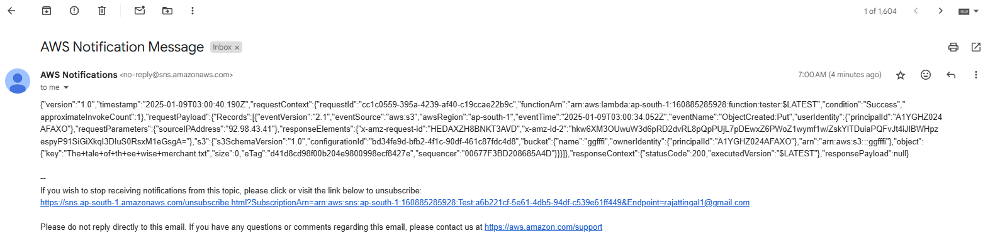 1 of 1,604
AWS Notification Message Inbox ×
AWS Notifications <no-reply@sns.amazonaws.com> 7:00 AM (4 minutes ago)
to me
{"version":"1.0","timestamp":"2025-01-09T03:00:40.190Z","requestContext":{"requestId":"cc1c0559-395a-4239-af40-c19ccae22b9c","functionArn":"arn:aws:lambda:ap-south-1:160885285928:function:tester:$LATEST","condition":"Success","
approximateInvokeCount":1},"requestPayload":{"Records":[{"eventVersion":"2.1","eventSource":"aws:s3","awsRegion":"ap-south-1","eventTime":"2025-01-09T03:00:34.052Z","eventName":"ObjectCreated:Put","userIdentity":{"principalId":"A1YGHZ024
AFAXO"},"requestParameters":{"sourceIPAddress":"92.98.43.41"},"responseElements":{"x-amz-request-id":"HEDAXZH8BNKT3AVD","x-amz-id-2":"hkw6XM3OUwuW3d6pRD2dvRL8pQpPUjL7pDEwxZ6PWoZ1wymf1w/ZskYITDuiaPQFvJt4iJIBWHpz
espyP91SiGiXkqI3DIuS0RsxM1eGsgA="},"s3":{"s3SchemaVersion":"1.0","configurationId":"bd34fe9d-bfb2-4f1c-90df-461c87fdc4d8","bucket":{"name":"ggfffi","ownerIdentity":{"principalId":"A1YGHZ024AFAXO"},"arn":"arn:aws:s3:::ggfffi"},"object":
{"key":"The+tale+of+th+ee+wise+merchant.txt","size":0,"eTag":"d41d8cd98f00b204e9800998ecf8427e","sequencer":"00677F3BD208685A4D"}}}]},"responseContext":{"statusCode":200,"executedVersion":"$LATEST"},"responsePayload":null}
--
If you wish to stop receiving notifications from this topic, please click or visit the link below to unsubscribe:
https://sns.ap-south-1.amazonaws.com/unsubscribe.html?SubscriptionArn=arn:aws:sns:ap-south-1:160885285928:Test:a6b221cf-5e61-4db5-94df-c539e61ff449&Endpoint=rajattingal1@gmail.com
Please do not reply directly to this email. If you have any questions or comments regarding this email, please contact us at https://aws.amazon.com/support